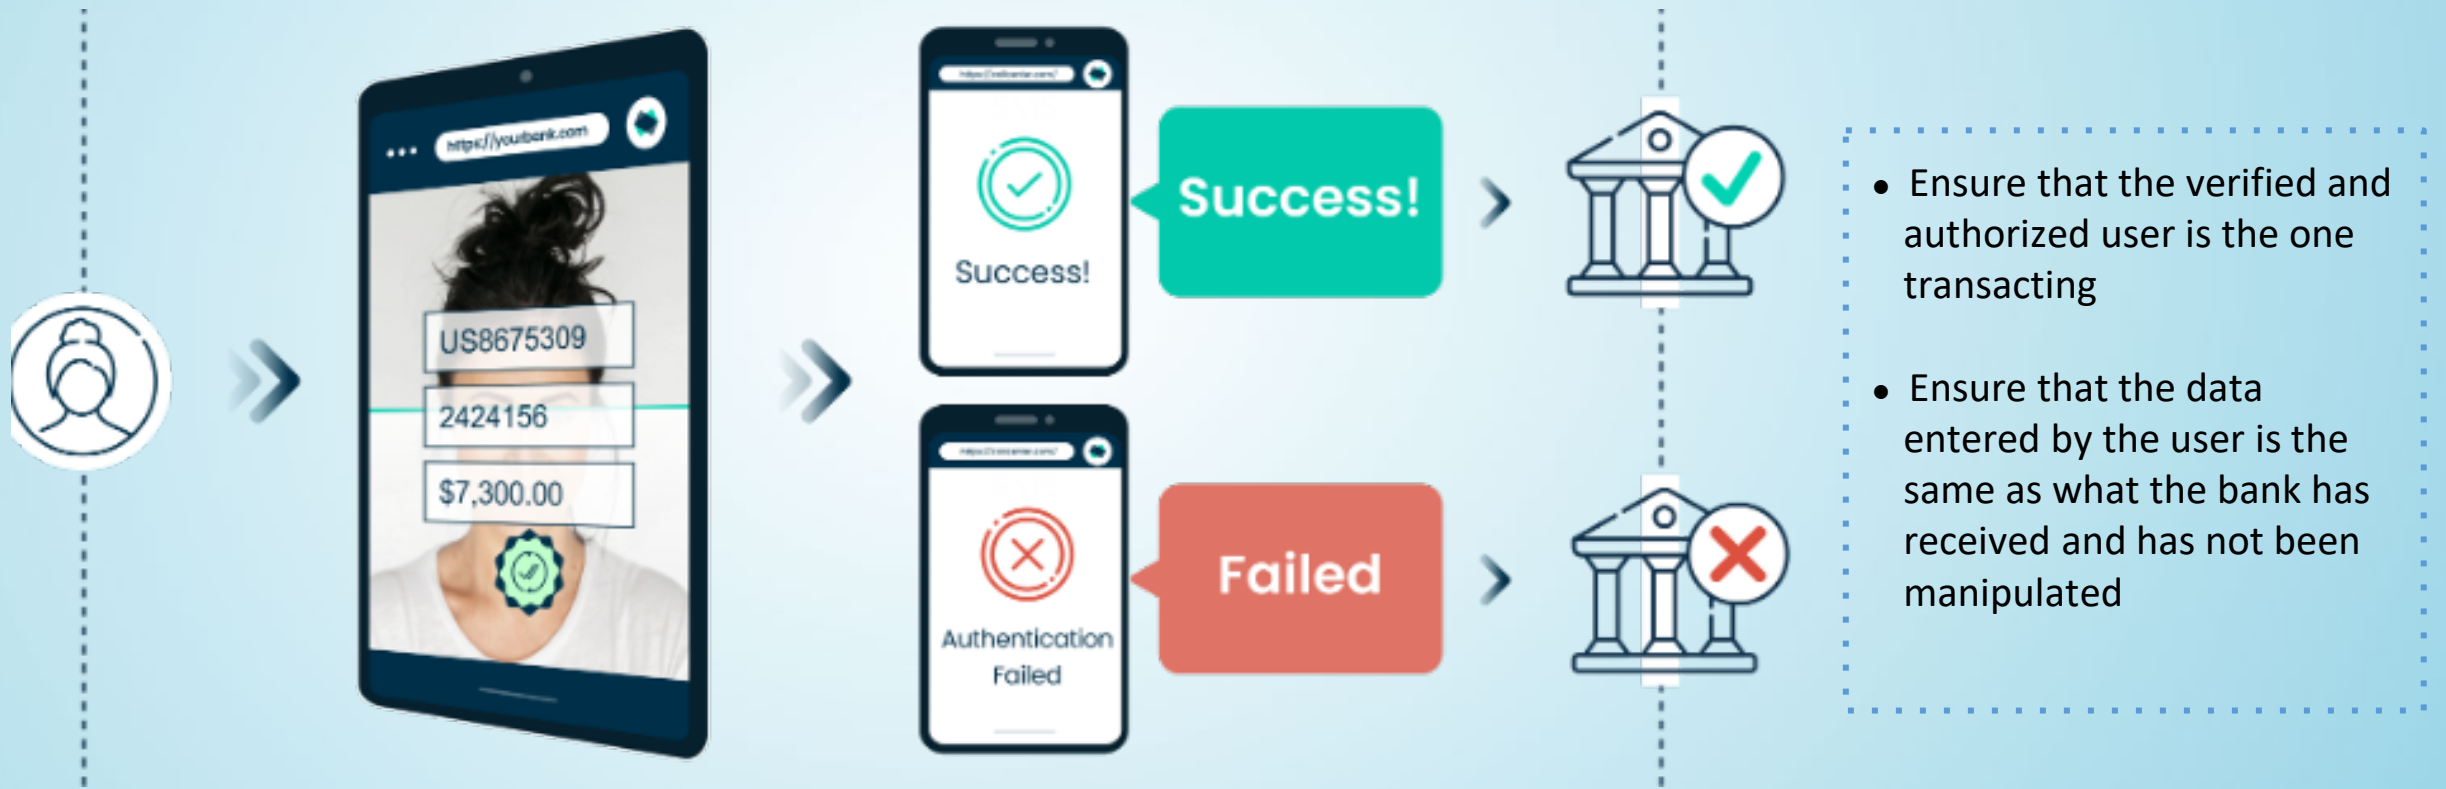 https://yourbank.com
US8675309
2424156
$7,300.00
Success!
Success!
Authentication
Failed
Failed
• Ensure that the verified and
authorized user is the one
transacting
• Ensure that the data
entered by the user is the
same as what the bank has
received and has not been
manipulated